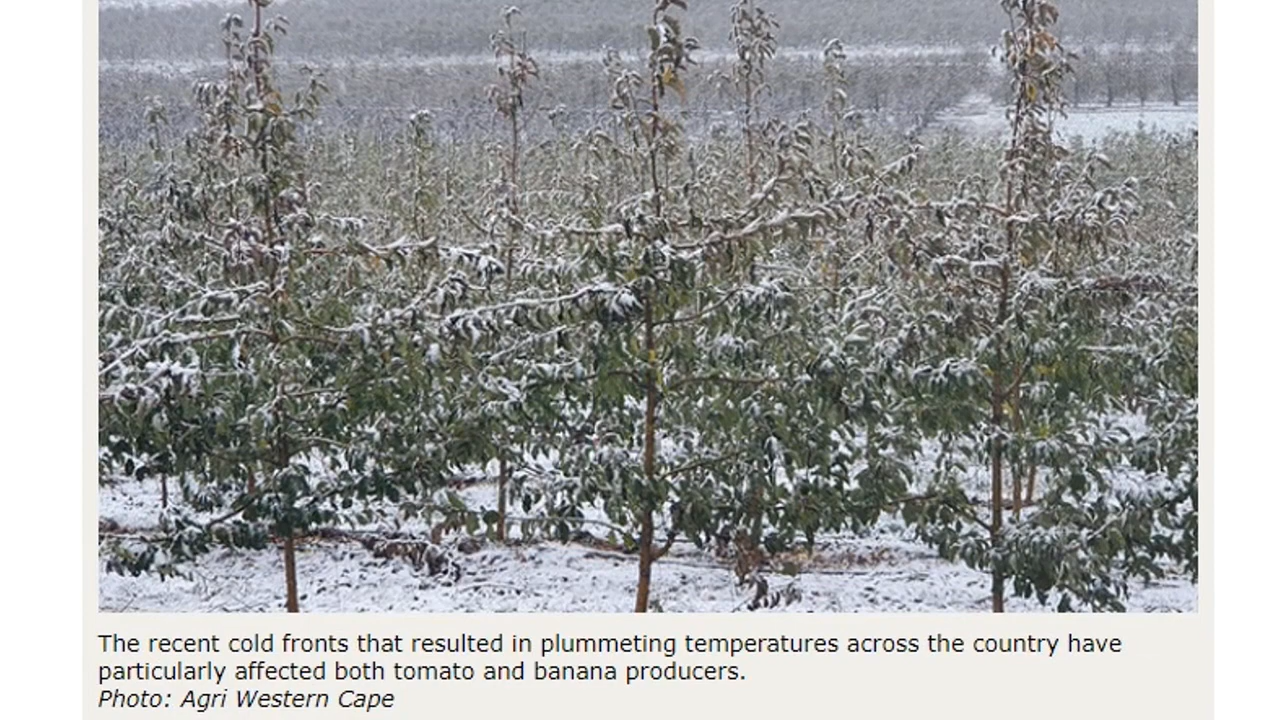 The recent cold fronts that resulted in plummeting temperatures across the country have
particularly affected both tomato and banana producers.
Photo: Agri Western Cape